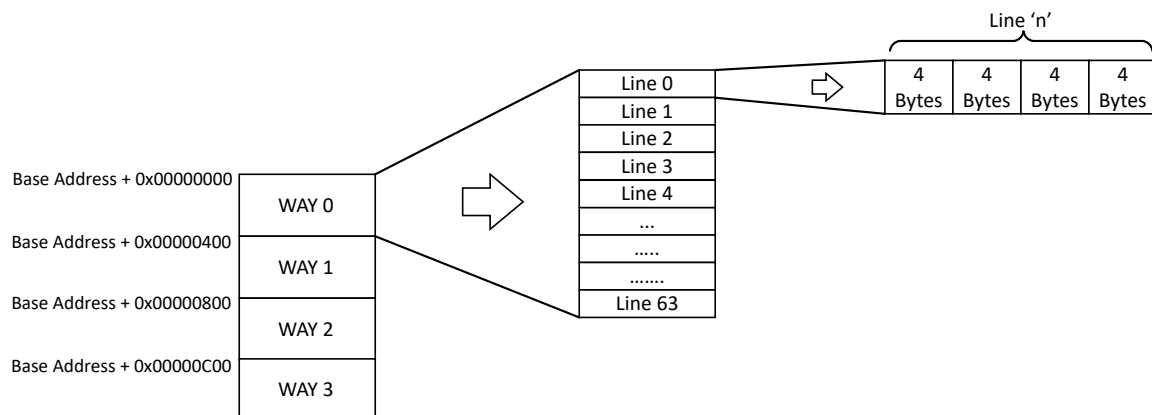 Line ‘n’
4 Bytes
4 Bytes
4 Bytes
4 Bytes
Line 0
Line 1
Line 2
Line 3
Line 4
...
.....
.......
Line 63
Base Address + 0x00000000
WAY 0
Base Address + 0x00000400
WAY 1
Base Address + 0x00000800
WAY 2
Base Address + 0x00000C00
WAY 3